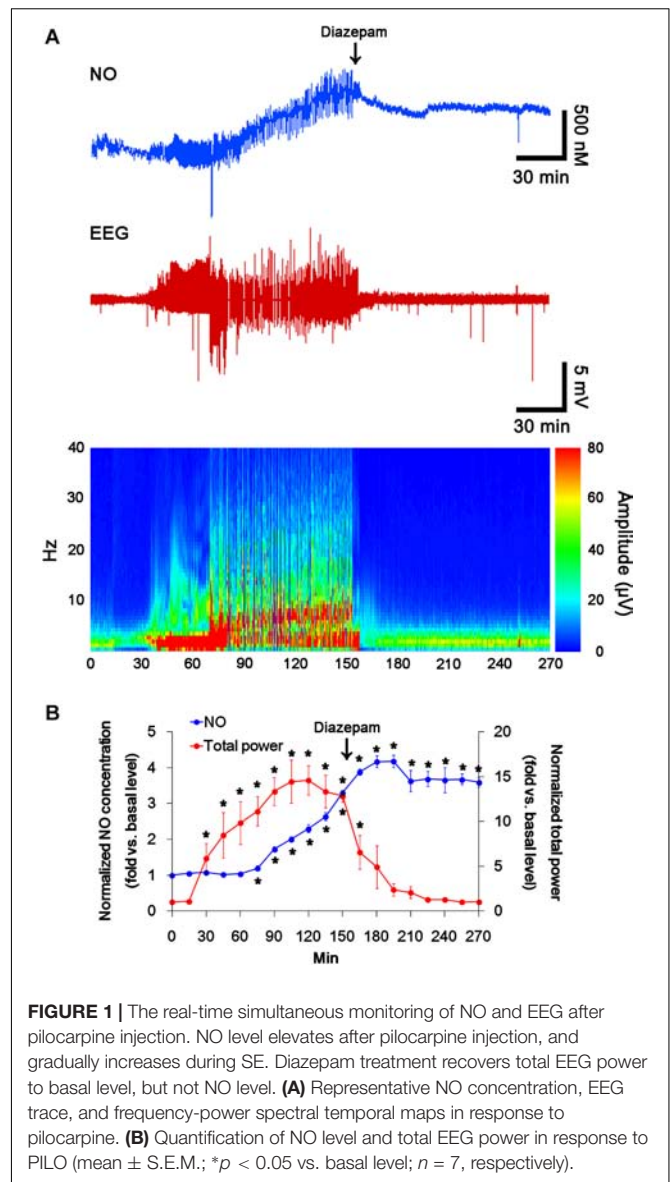 A
Diazepam
NO
500 nM
30 min
EEG
5 mV
30 min
40
30
20
10
Hz
0 30 60 90 120 150 180 210 240 270
80
60
40
20
0
Amplitude (µV)
B
NO
Total power
Diazepam
Normalized NO concentration
(fold vs. basal level)
5
4
3
2
1
0
20
15
10
5
0
Normalized total power
(fold vs. basal level)
* * * * * * * * * * * * * * * * *
* * * * * * *
0 30 60 90 120 150 180 210 240 270
Min
FIGURE 1 | The real-time simultaneous monitoring of NO and EEG after
pilocarpine injection. NO level elevates after pilocarpine injection, and
gradually increases during SE. Diazepam treatment recovers total EEG power
to basal level, but not NO level. (A) Representative NO concentration, EEG
trace, and frequency-power spectral temporal maps in response to
pilocarpine. (B) Quantification of NO level and total EEG power in response to
PILO (mean ± S.E.M.; *p < 0.05 vs. basal level; n = 7, respectively).